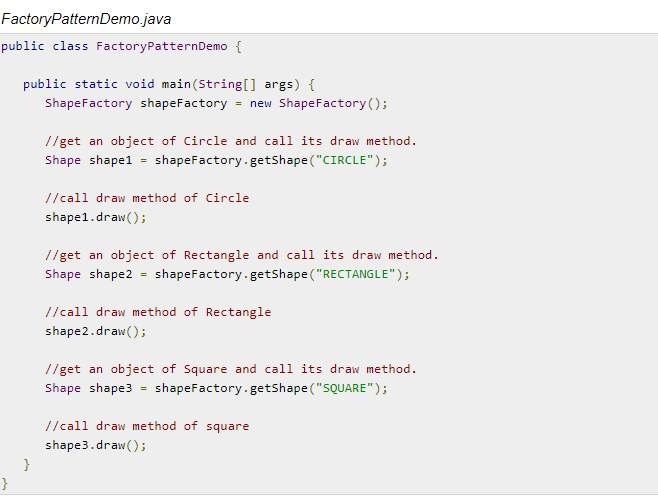 FactoryPatternDemo.java
public class FactoryPatternDemo {
public static void main(String[] args) {
ShapeFactory shapeFactory = new ShapeFactory();
//get an object of Circle and call its draw method.
Shape shape1 = shapeFactory.getShape("CIRCLE");
//call draw method of Circle
shape1.draw();
//get an object of Rectangle and call its draw method.
Shape shape2 = shapeFactory.getShape("RECTANGLE");
//call draw method of Rectangle
shape2.draw();
//get an object of Square and call its draw method.
Shape shape3 = shapeFactory.getShape("SQUARE");
//call draw method of square
shape3.draw();
}
}